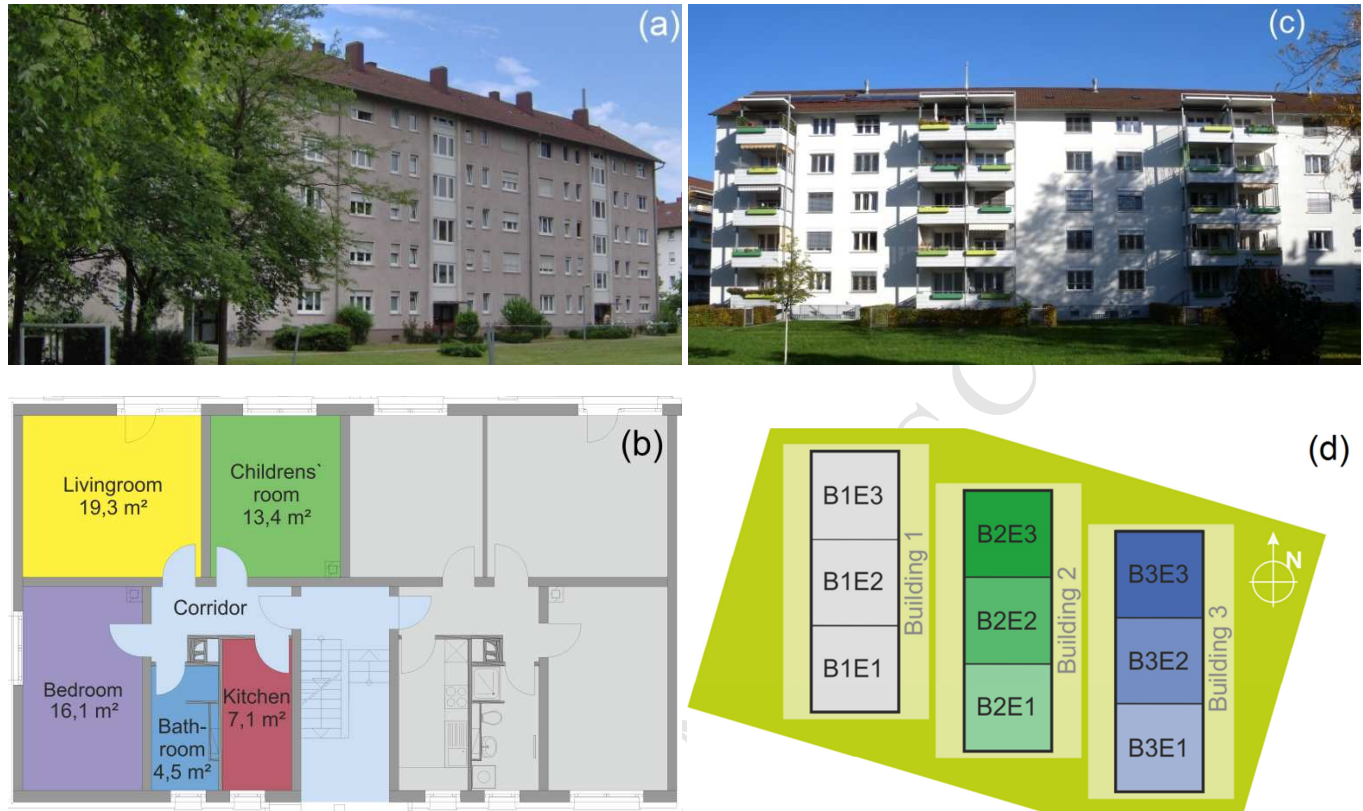 (a)
(c)
(b)
Livingroom
19,3 m²
Childrens`
room
13,4 m²
Corridor
Bedroom
16,1 m²
Bath-
room
4,5 m²
Kitchen
7,1 m²
(d)
B1E3
B1E2
B1E1
Building 1
B2E3
B2E2
B2E1
Building 2
B3E3
B3E2
B3E1
Building 3
N